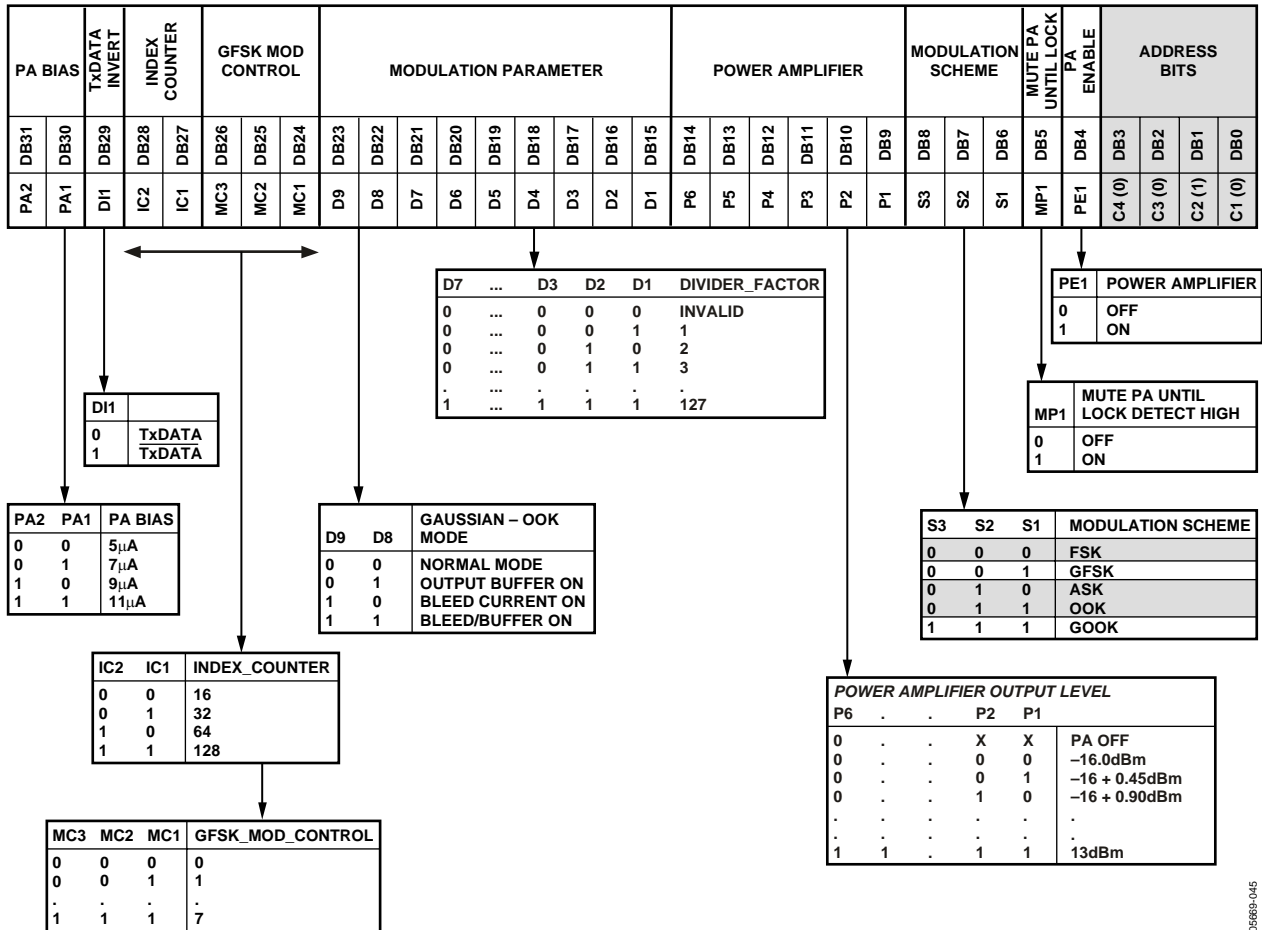 PA BIAS TxDATA INVERT INDEX COUNTER GFSK MOD CONTROL MODULATION PARAMETER POWER AMPLIFIER MODULATION SCHEME MUTE PA UNTIL LOCK PA ENABLE ADDRESS BITS
DB31 DB30 DB29 DB28 DB27 DB26 DB25 DB24 DB23 DB22 DB21 DB20 DB19 DB18 DB17 DB16 DB15 DB14 DB13 DB12 DB11 DB10 DB9 DB8 DB7 DB6 DB5 DB4 DB3 DB2 DB1 DB0
PA2 PA1 DI1 IC2 IC1 MC3 MC2 MC1 D9 D8 D7 D6 D5 D4 D3 D2 D1 P6 P5 P4 P3 P2 P1 S3 S2 S1 MP1 PE1 C4 (0) C3 (0) C2 (1) C1 (0)
D7 ... D3 D2 D1 DIVIDER_FACTOR
0 ... 0 0 0 INVALID
0 ... 0 0 1 1
0 ... 0 1 0 2
0 ... 0 1 1 3
. ... . . . .
1 ... 1 1 1 127
PE1 POWER AMPLIFIER
0 OFF
1 ON
DI1
0 TxDATA
1 TxDATA
MP1 MUTE PA UNTIL
LOCK DETECT HIGH
0 OFF
1 ON
PA2 PA1 PA BIAS
0 0 5µA
0 1 7µA
1 0 9µA
1 1 11µA
D9 D8 GAUSSIAN – OOK
MODE
0 0 NORMAL MODE
0 1 OUTPUT BUFFER ON
1 0 BLEED CURRENT ON
1 1 BLEED/BUFFER ON
S3 S2 S1 MODULATION SCHEME
0 0 0 FSK
0 0 1 GFSK
0 1 0 ASK
0 1 1 OOK
1 1 1 GOOK
IC2 IC1 INDEX_COUNTER
0 0 16
0 1 32
1 0 64
1 1 128
POWER AMPLIFIER OUTPUT LEVEL
P6 . . P2 P1
0 . . X X PA OFF
0 . . 0 0 –16.0dBm
0 . . 0 1 –16 + 0.45dBm
0 . . 1 0 –16 + 0.90dBm
. . . . . .
. . . . . .
1 1 . 1 1 13dBm
MC3 MC2 MC1 GFSK_MOD_CONTROL
0 0 0 0
0 0 1 1
. . . .
1 1 1 7
05669-045